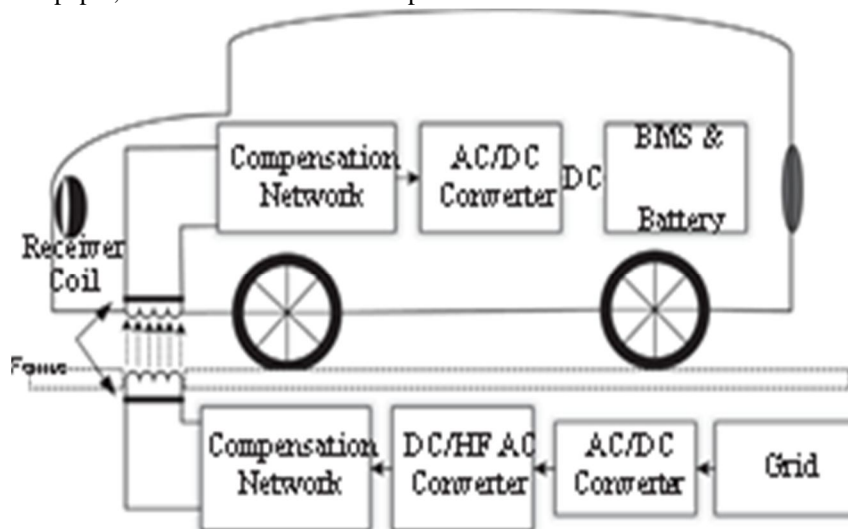 Compensation
Network
AC/DC
Converter
DC
BMS &
Battery
Receiver
Coil
Compensation
Network
DC/HF AC
Converter
AC/DC
Converter
Grid